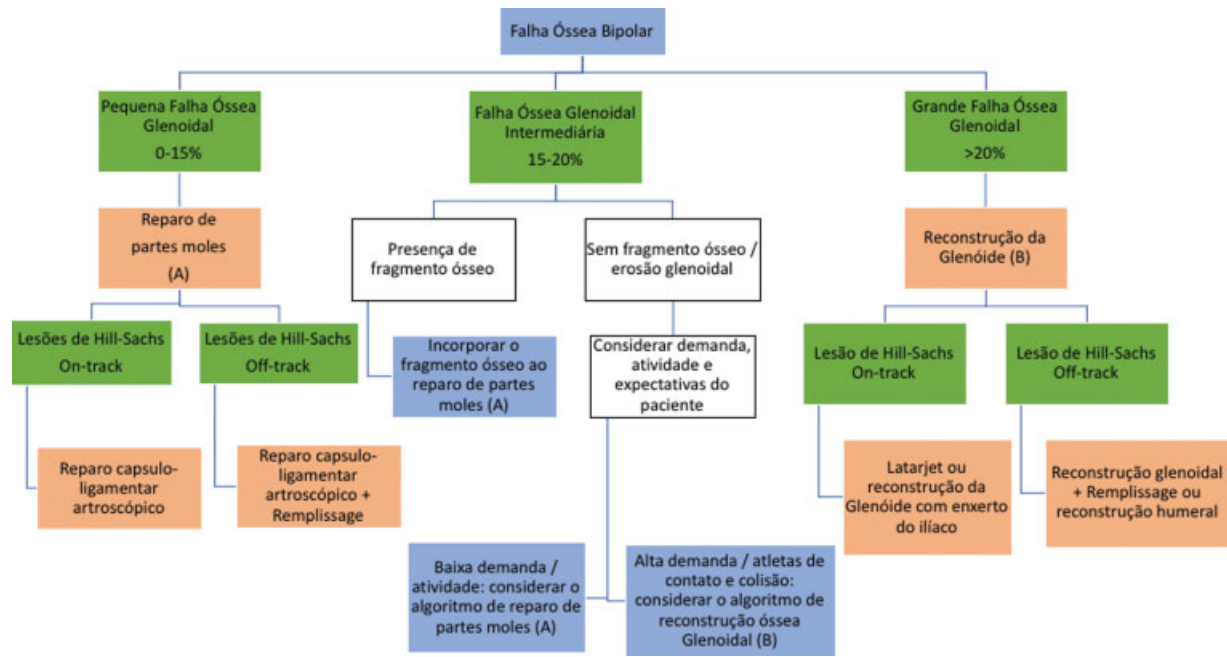 Falha Óssea Bipolar
Pequena Falha Óssea
Glenoidal
0-15%
Falha Óssea Glenoidal
Intermediária
15-20%
Grande Falha Óssea
Glenoidal
>20%
Reparo de
partes moles
(A)
Presença de
fragmento ósseo
Sem fragmento ósseo /
erosão glenoidal
Reconstrução da
Glenóide (B)
Lesões de Hill-Sachs
On-track
Lesões de Hill-Sachs
Off-track
Incorporar o
fragmento ósseo ao
reparo de partes
moles (A)
Considerar demanda,
atividade e
expectativas do
paciente
Lesão de Hill-Sachs
On-track
Lesão de Hill-Sachs
Off-track
Reparo capsulo-
ligamentar
artroscópico
Reparo capsulo-
ligamentar
artroscópico +
Remplissage
Latarjet ou
reconstrução da
Glenóide com enxerto
do ilíaco
Reconstrução glenoidal
+ Remplissage ou
reconstrução humeral
Baixa demanda /
atividade: considerar o
algoritmo de reparo de
partes moles (A)
Alta demanda / atletas de
contato e colisão:
considerar o algoritmo de
reconstrução óssea
Glenoidal (B)